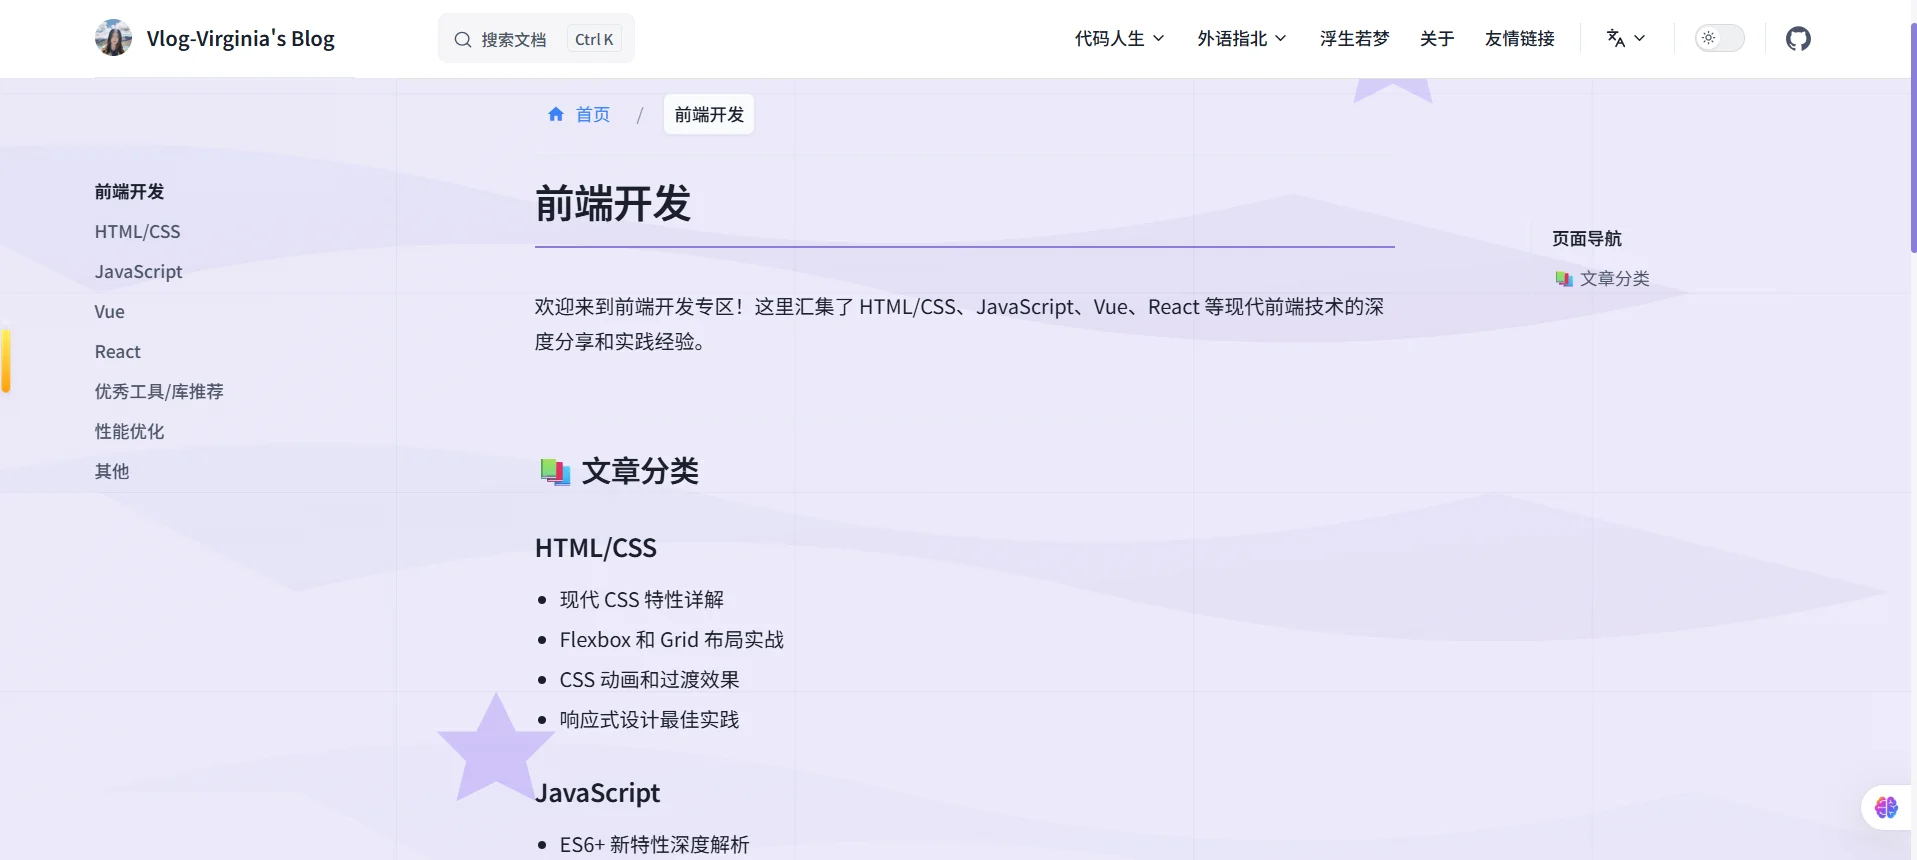 Vlog-Virginia's Blog
搜索文档 Ctrl K
代码人生 外语指北 浮生若梦 关于 友情链接
首页 / 前端开发
前端开发
HTML/CSS
JavaScript
Vue
React
优秀工具/库推荐
性能优化
其他
前端开发
欢迎来到前端开发专区！这里汇集了 HTML/CSS、JavaScript、Vue、React 等现代前端技术的深
度分享和实践经验。
📚 文章分类
HTML/CSS
• 现代 CSS 特性详解
• Flexbox 和 Grid 布局实战
• CSS 动画和过渡效果
• 响应式设计最佳实践
JavaScript
• ES6+ 新特性深度解析
页面导航
📚 文章分类